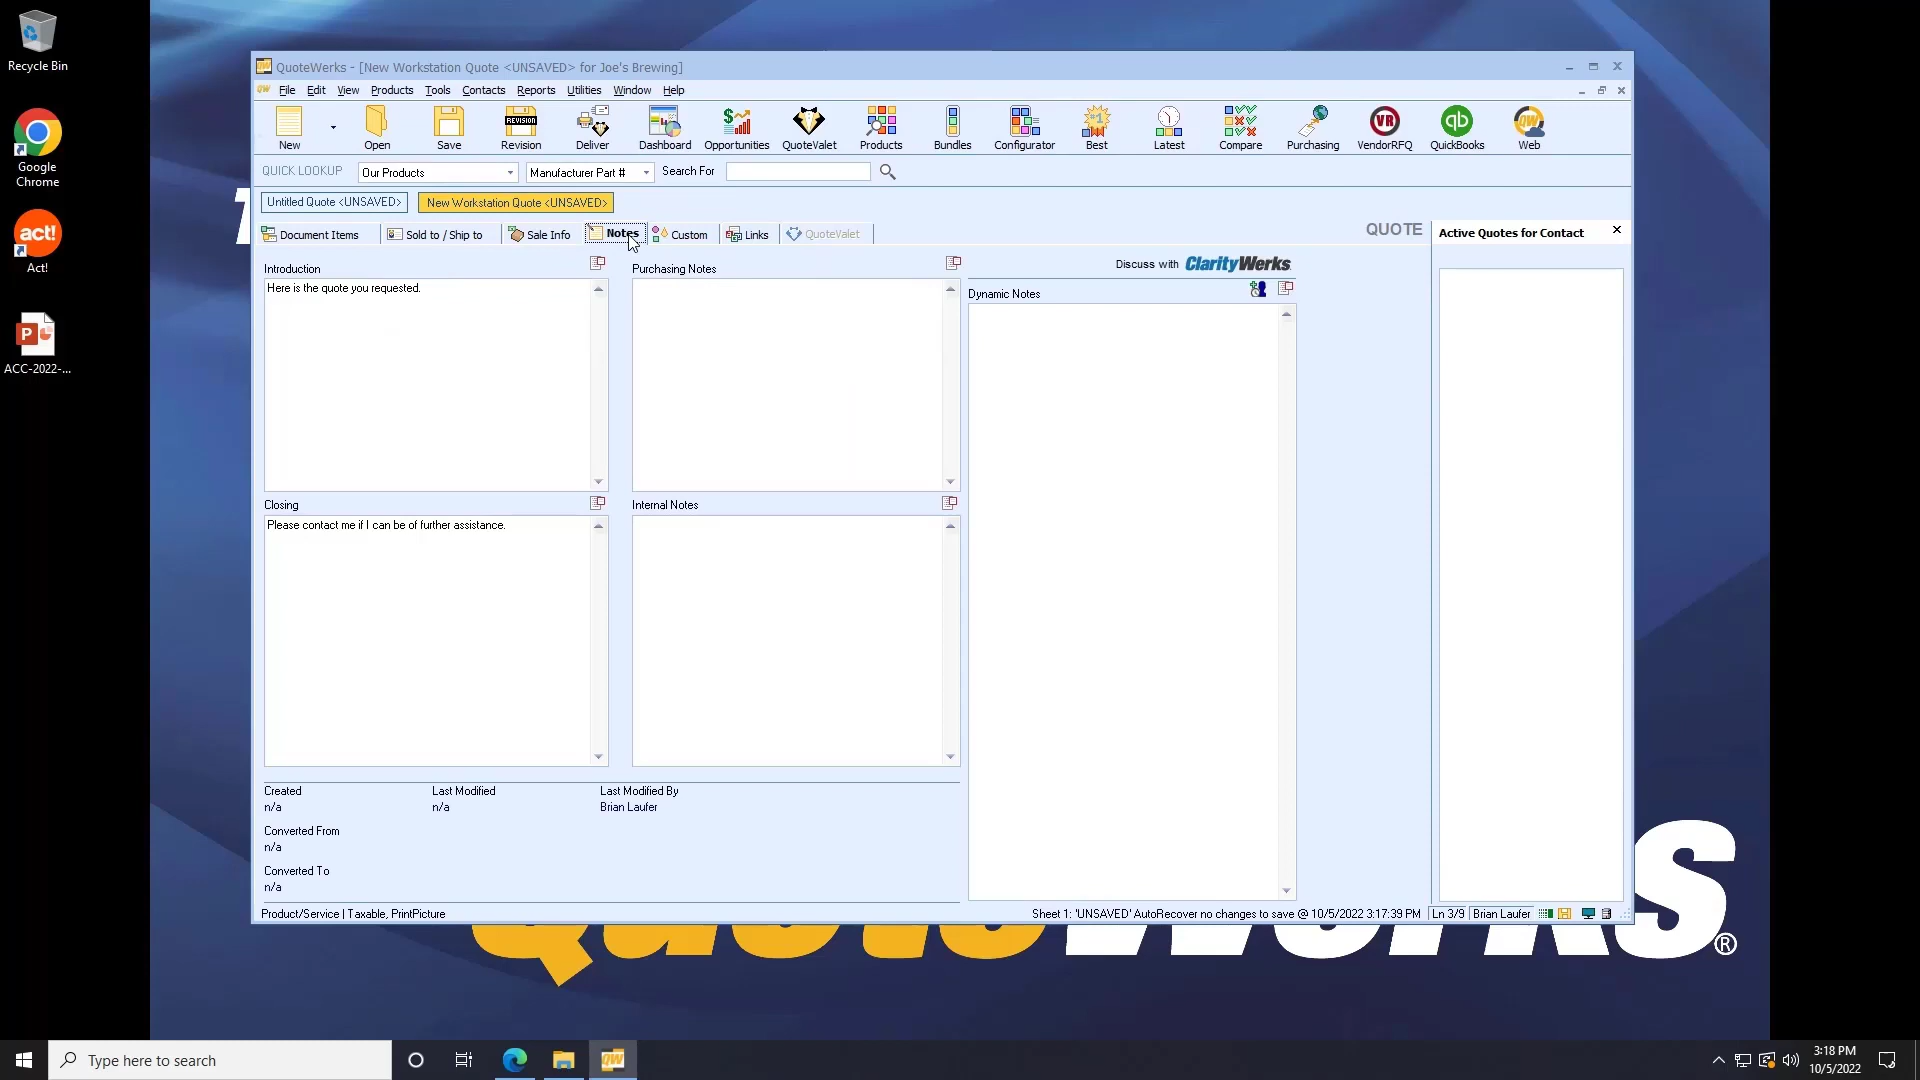 Recycle Bin
Google
Chrome
act!
Act!
ACC-2022-...
QuoteWerks - [New Workstation Quote <UNSAVED> for Joe's Brewing]
File Edit View Products Tools Contacts Reports Utilities Window Help
REVISION
New Open Save Revision Deliver Dashboard Opportunities QuoteValet Products Bundles Configurator Best Latest Compare Purchasing VendorRFQ QuickBooks Web
QUICK LOOKUP Our Products Manufacturer Part # Search For
Untitled Quote <UNSAVED> New Workstation Quote <UNSAVED>
Document Items Sold to / Ship to Sale Info Notes Custom Links QuoteValet QUOTE
Active Quotes for Contact
Discuss with ClarityWerks
Introduction
Here is the quote you requested.
Purchasing Notes
Dynamic Notes
Closing
Please contact me if I can be of further assistance.
Internal Notes
Created Last Modified Last Modified By
n/a n/a Brian Laufer
Converted From
n/a
Converted To
n/a
Product/Service | Taxable, PrintPicture
Sheet 1: 'UNSAVED' AutoRecover no changes to save @ 10/5/2022 3:17:39 PM Ln 3/9 Brian Laufer
QuoteWerks®
Type here to search
QW
3:18 PM
10/5/2022